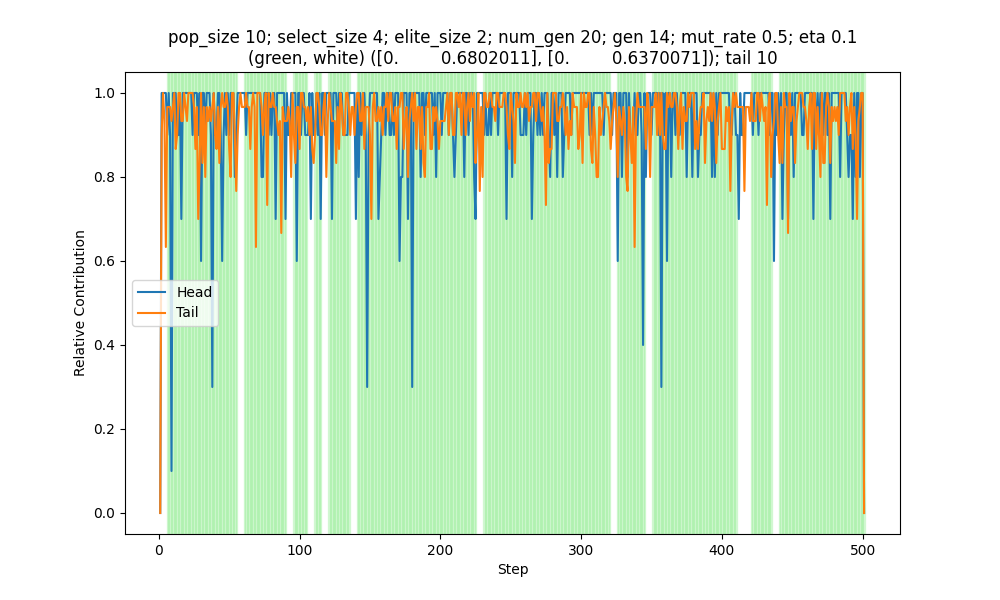 pop_size 10; select_size 4; elite_size 2; num_gen 20; gen 14; mut_rate 0.5; eta 0.1
(green, white) ([0. 0.6802011], [0. 0.6370071]); tail 10
1.0
0.8
0.6
0.4
0.2
0.0
Relative Contribution
Head
Tail
0 100 200 300 400 500
Step